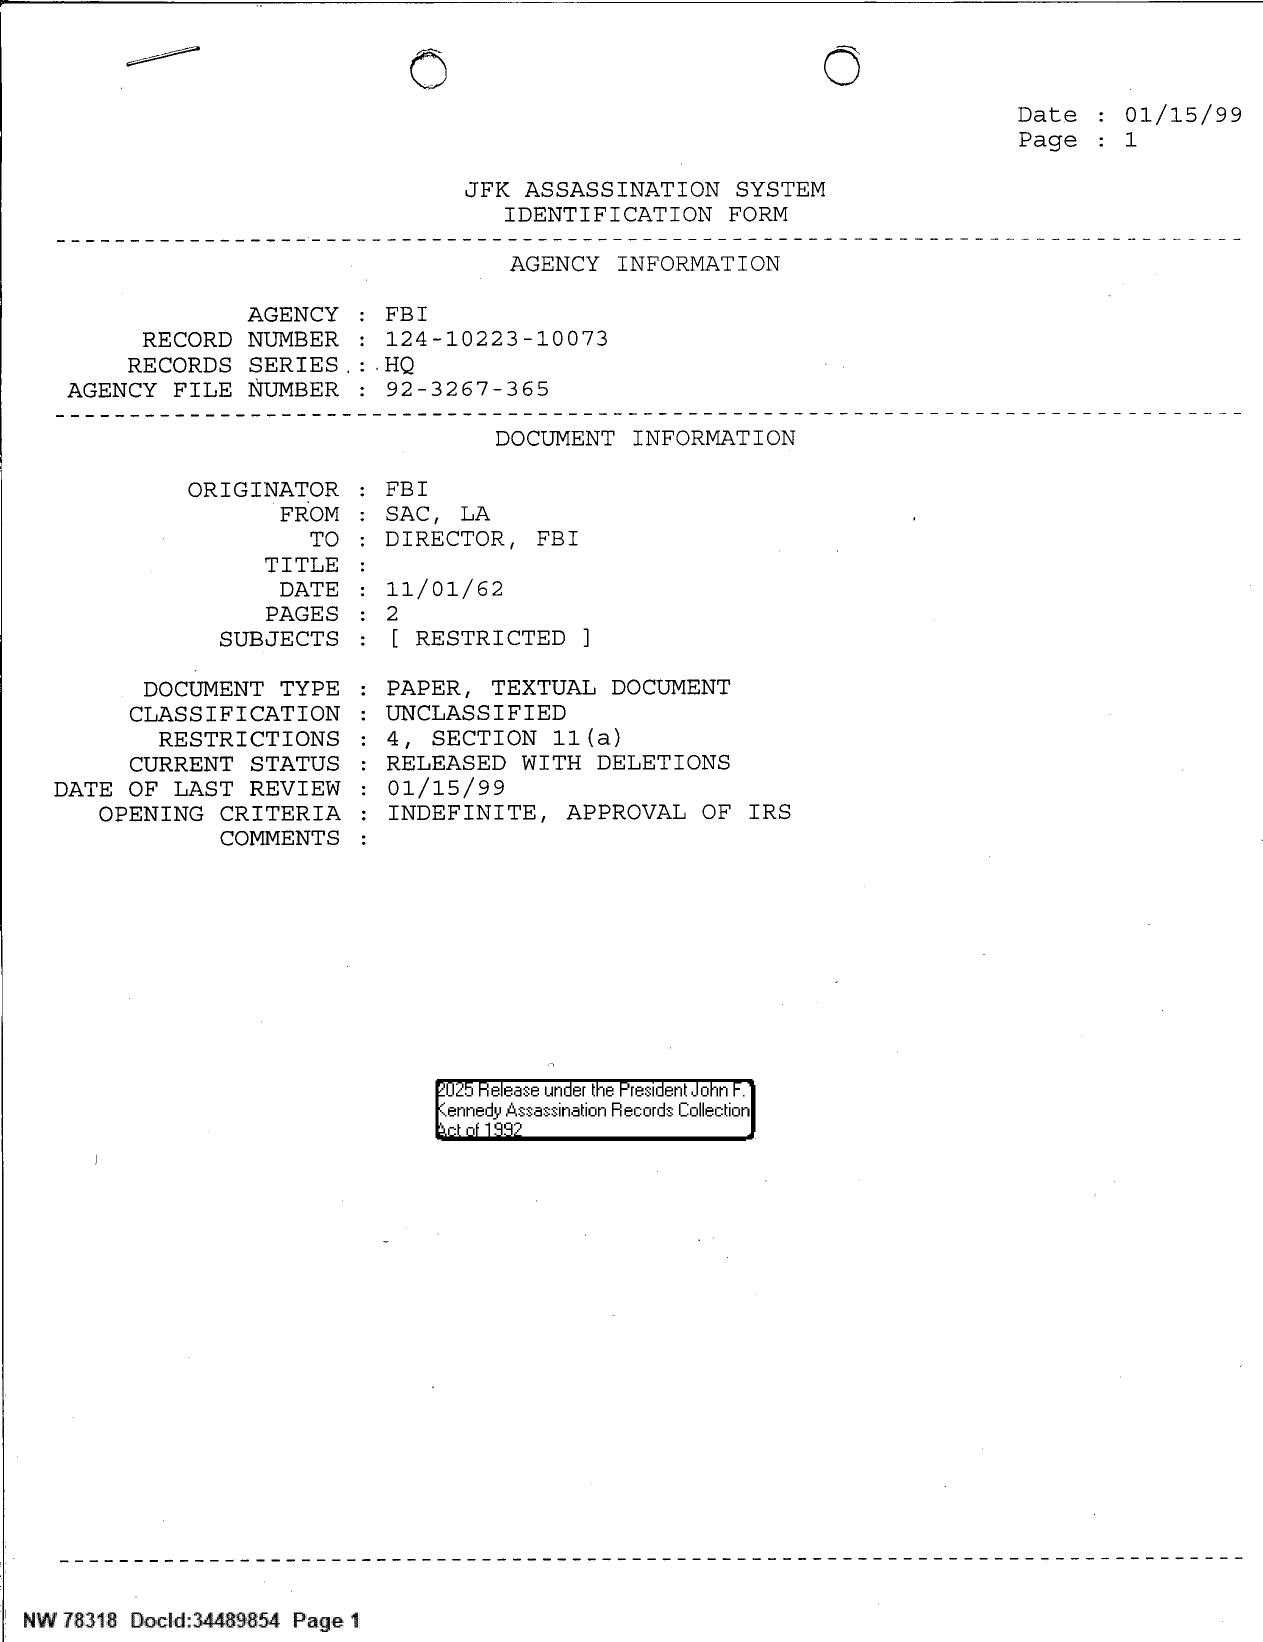 Date : 01/15/99
Page : 1
JFK ASSASSINATION SYSTEM
IDENTIFICATION FORM
AGENCY INFORMATION
AGENCY : FBI
RECORD NUMBER : 124-10223-10073
RECORDS SERIES : HQ
AGENCY FILE NUMBER : 92-3267-365
DOCUMENT INFORMATION
ORIGINATOR : FBI
FROM : SAC, LA
TO : DIRECTOR, FBI
TITLE :
DATE : 11/01/62
PAGES : 2
SUBJECTS : [ RESTRICTED ]
DOCUMENT TYPE : PAPER, TEXTUAL DOCUMENT
CLASSIFICATION : UNCLASSIFIED
RESTRICTIONS : 4, SECTION 11(a)
CURRENT STATUS : RELEASED WITH DELETIONS
DATE OF LAST REVIEW : 01/15/99
OPENING CRITERIA : INDEFINITE, APPROVAL OF IRS
COMMENTS :
2025 Release under the President John F.
Kennedy Assassination Records Collection
Act of 1992
NW 78318 DocId:34489854 Page 1